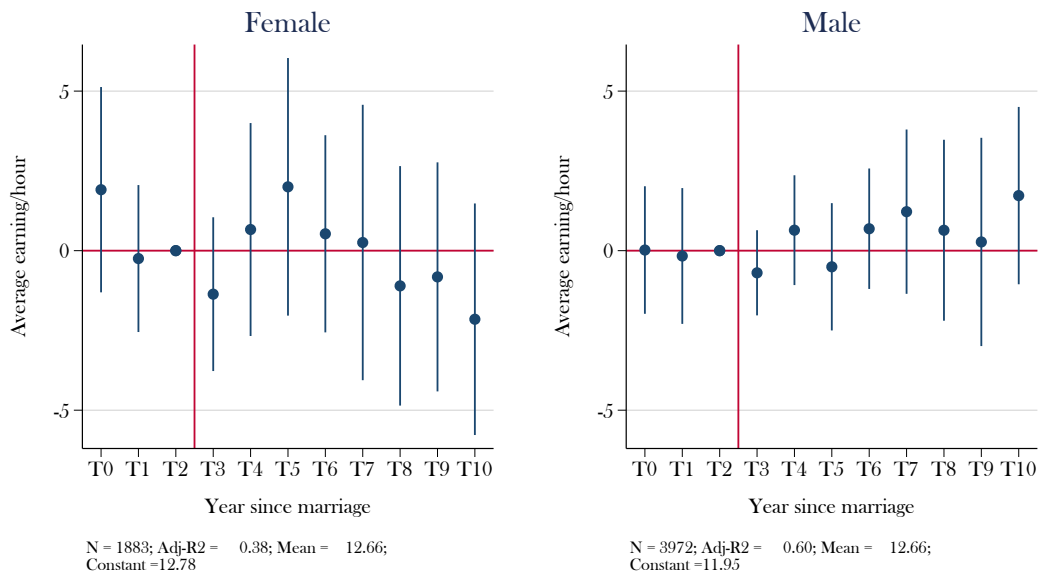 Female
Average earning/hour
5
0
-5
T0 T1 T2 T3 T4 T5 T6 T7 T8 T9 T10
Year since marriage
N = 1883; Adj-R2 = 0.38; Mean = 12.66;
Constant =12.78
Male
Average earning/hour
5
0
-5
T0 T1 T2 T3 T4 T5 T6 T7 T8 T9 T10
Year since marriage
N = 3972; Adj-R2 = 0.60; Mean = 12.66;
Constant =11.95